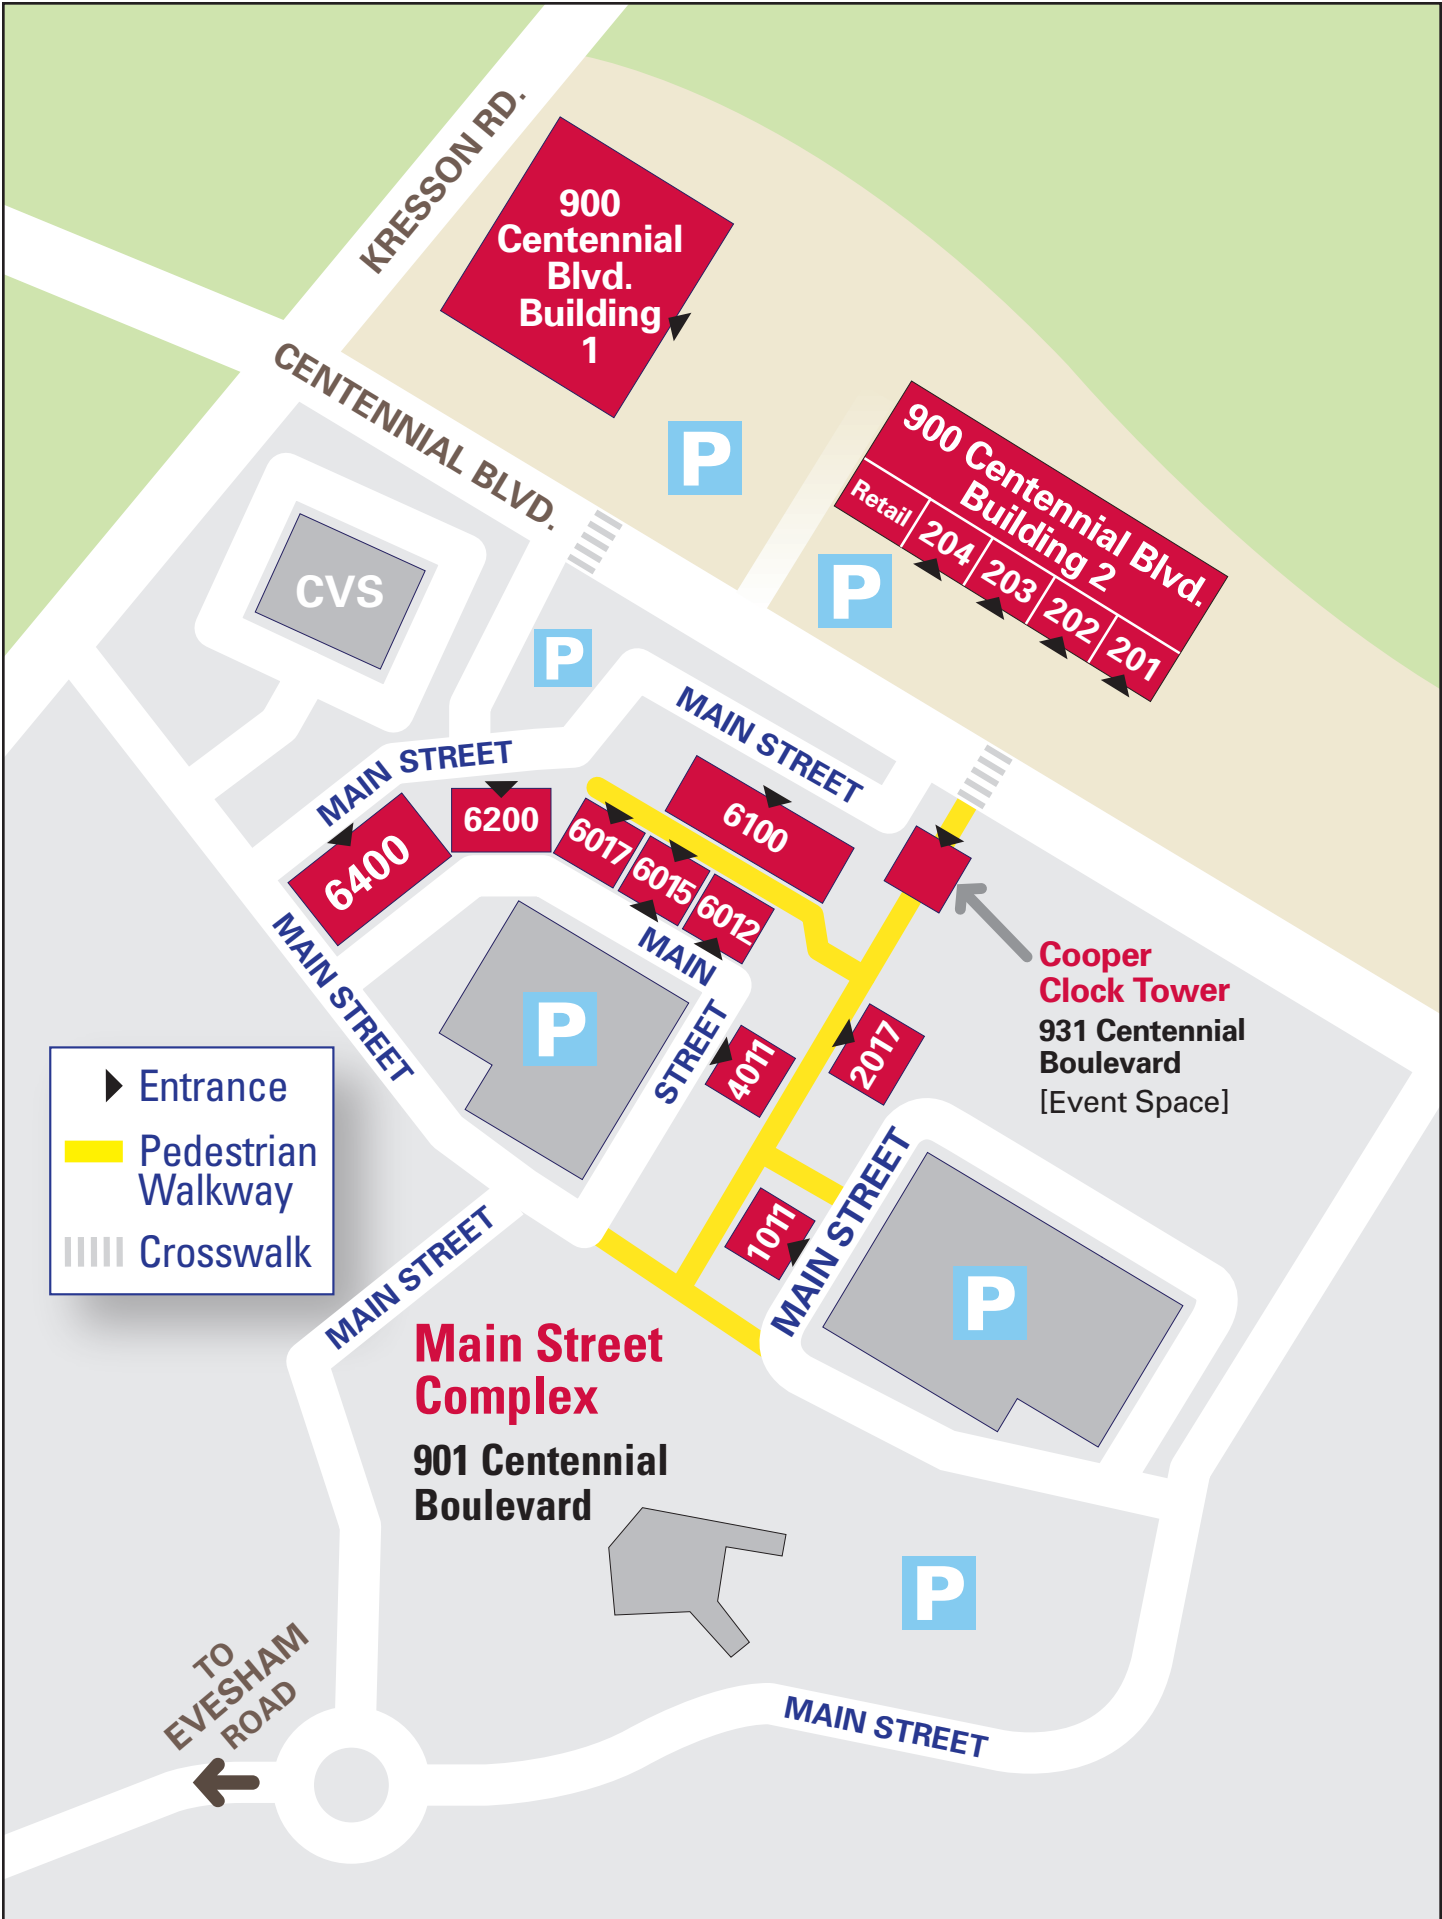 KRESSON RD.
900
Centennial
Blvd.
Building
1
CENTENNIAL BLVD.
P
900 Centennial Blvd.
Building 2
Retail
204
203
202
201
P
CVS
P
MAIN STREET
MAIN STREET
6100
6200
6400
6017
6015
6012
MAIN
STREET
MAIN STREET
P
4011
2017
Cooper
Clock Tower
931 Centennial
Boulevard
[Event Space]
Entrance
Pedestrian
Walkway
Crosswalk
1011
MAIN STREET
MAIN STREET
P
Main Street
Complex
901 Centennial
Boulevard
P
TO
EVESHAM
ROAD
MAIN STREET